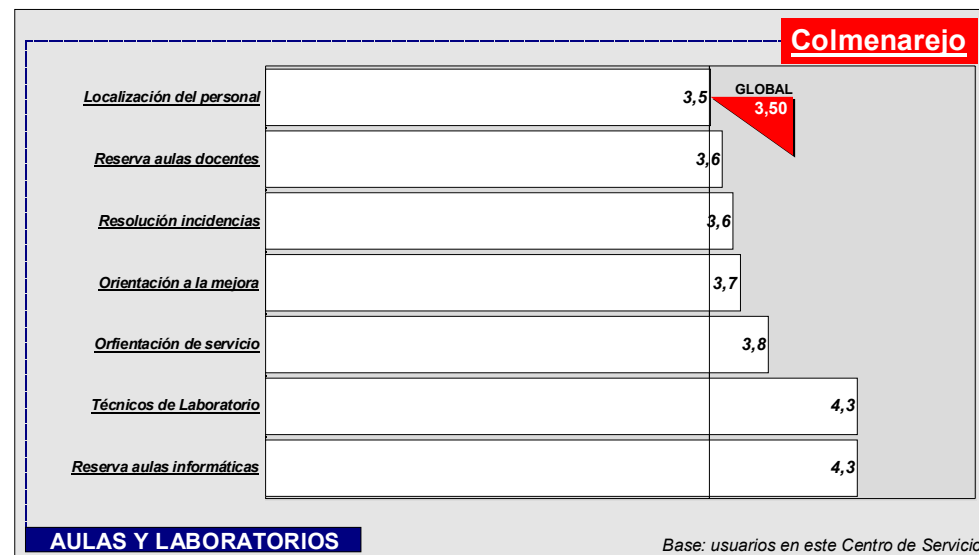 Colmenarejo
Localización del personal
3,5
GLOBAL
3,50
Reserva aulas docentes
3,6
Resolución incidencias
3,6
Orientación a la mejora
3,7
Orfientación de servicio
3,8
Técnicos de Laboratorio
4,3
Reserva aulas informáticas
4,3
AULAS Y LABORATORIOS
Base: usuarios en este Centro de Servicio